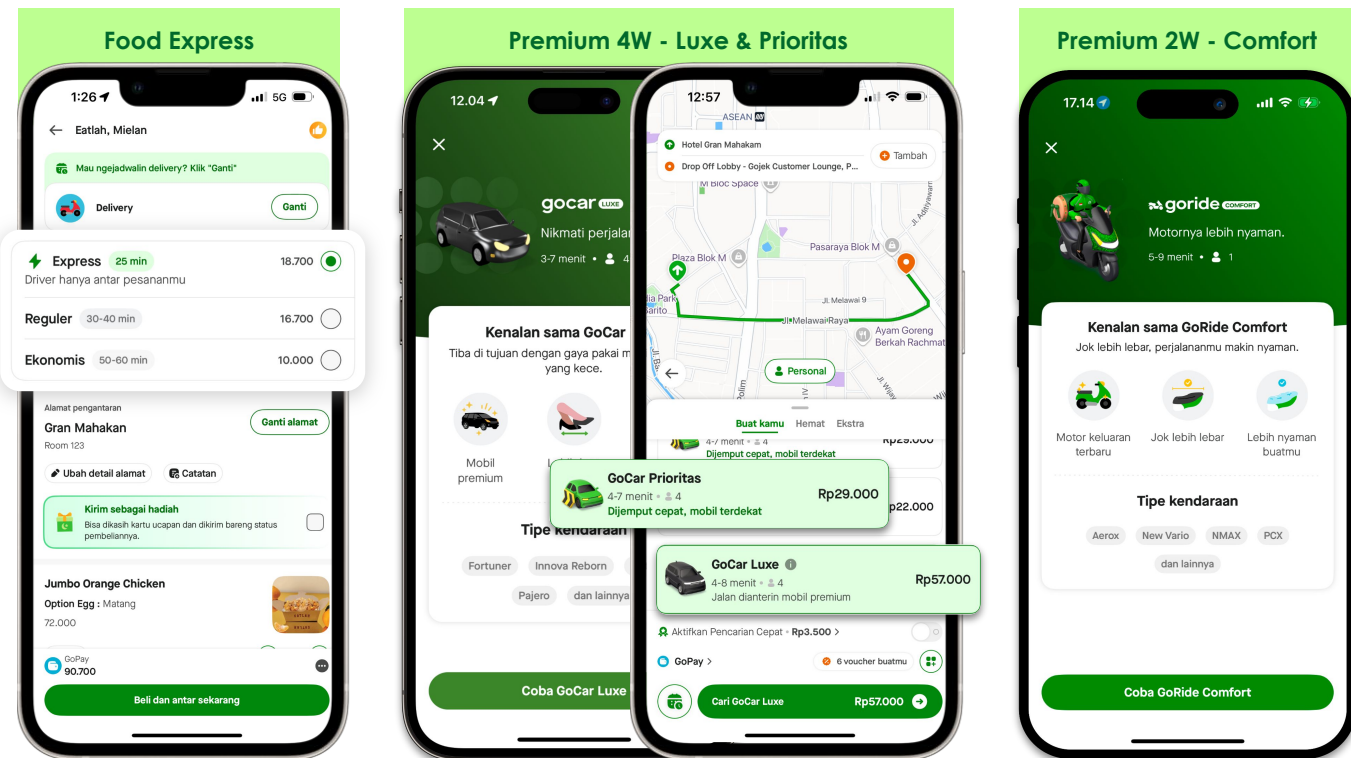 Food Express
1:26
5G
Eatlah, Mielan
Mau ngejadwalin delivery? Klik "Ganti"
Delivery
Ganti
Express 25 min 18.700
Driver hanya antar pesananmu
Reguler 30-40 min 16.700
Ekonomis 50-60 min 10.000
Alamat pengantaran
Gran Mahakan
Ganti alamat
Room 123
Ubah detail alamat
Catatan
Kirim sebagai hadiah
Bisa dikasih kartu ucapan dan dikirim bareng status
pembeliannya.
Jumbo Orange Chicken
Option Egg : Matang
72.000
GoPay
90.700
Beli dan antar sekarang
Premium 4W - Luxe & Prioritas
12.04
gocar LUXE
Nikmati perjala
3-7 menit • 4
Kenalan sama GoCar
Tiba di tujuan dengan gaya pakai m
yang kece.
Mobil
premium
Tipe kendaraan
Fortuner
Innova Reborn
Pajero
dan lainnya
Coba GoCar Luxe
12:57
ASEAN
Hotel Gran Mahakam
Drop Off Lobby - Gojek Customer Lounge, P...
Tambah
M Bloc Space
Jl. Adityawarm
Pasaraya Blok M
Plaza Blok M
Jl. Melawai 9
Jl. Melawai Raya
Ayam Goreng
Berkah Rachmat
Personal
Buat kamu
Hemat
Ekstra
4-7 menit • 4
Rp29.000
Dijemput cepat, mobil terdekat
GoCar Prioritas
4-7 menit • 4
Rp29.000
Dijemput cepat, mobil terdekat
p22.000
GoCar Luxe
4-8 menit • 4
Rp57.000
Jalan dianterin mobil premium
Aktifkan Pencarian Cepat • Rp3.500 >
GoPay >
6 voucher buatmu
Cari GoCar Luxe
Rp57.000
Premium 2W - Comfort
17.14
goride COMFORT
Motornya lebih nyaman.
5-9 menit • 1
Kenalan sama GoRide Comfort
Jok lebih lebar, perjalananmu makin nyaman.
Motor keluaran
terbaru
Jok lebih lebar
Lebih nyaman
buatmu
Tipe kendaraan
Aerox
New Vario
NMAX
PCX
dan lainnya
Coba GoRide Comfort